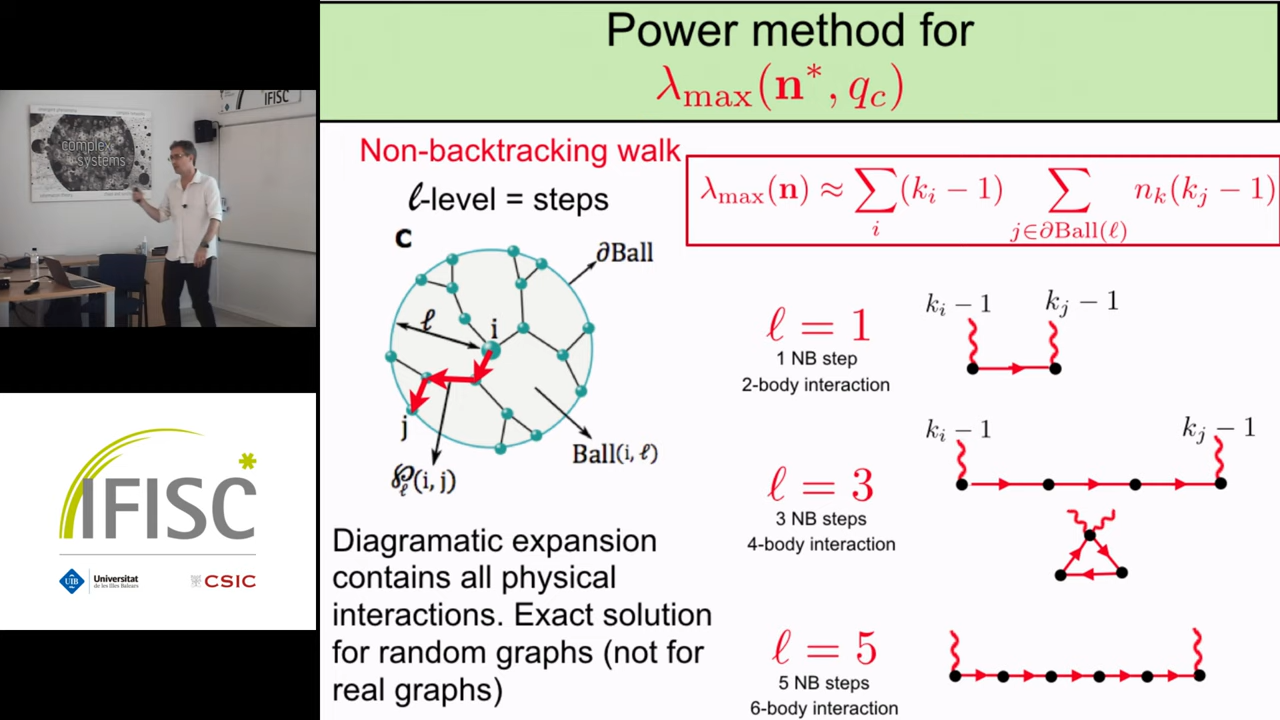 Power method for
λmax(n*, qc)
IFISC
complex
systems
Non-backtracking walk
ℓ-level = steps
λmax(n) ≈ ∑i (ki − 1) ∑j∈∂Ball(ℓ) nk(kj − 1)
c
∂Ball
ℓ
i
j
Ball(i, ℓ)
℘ℓ(i, j)
ℓ = 1
1 NB step
2-body interaction
ki − 1
kj − 1
ℓ = 3
3 NB steps
4-body interaction
ki − 1
kj − 1
ℓ = 5
5 NB steps
6-body interaction
Diagramatic expansion
contains all physical
interactions. Exact solution
for random graphs (not for
real graphs)
IFISC
UIB
Universitat
de les Illes Balears
CSIC